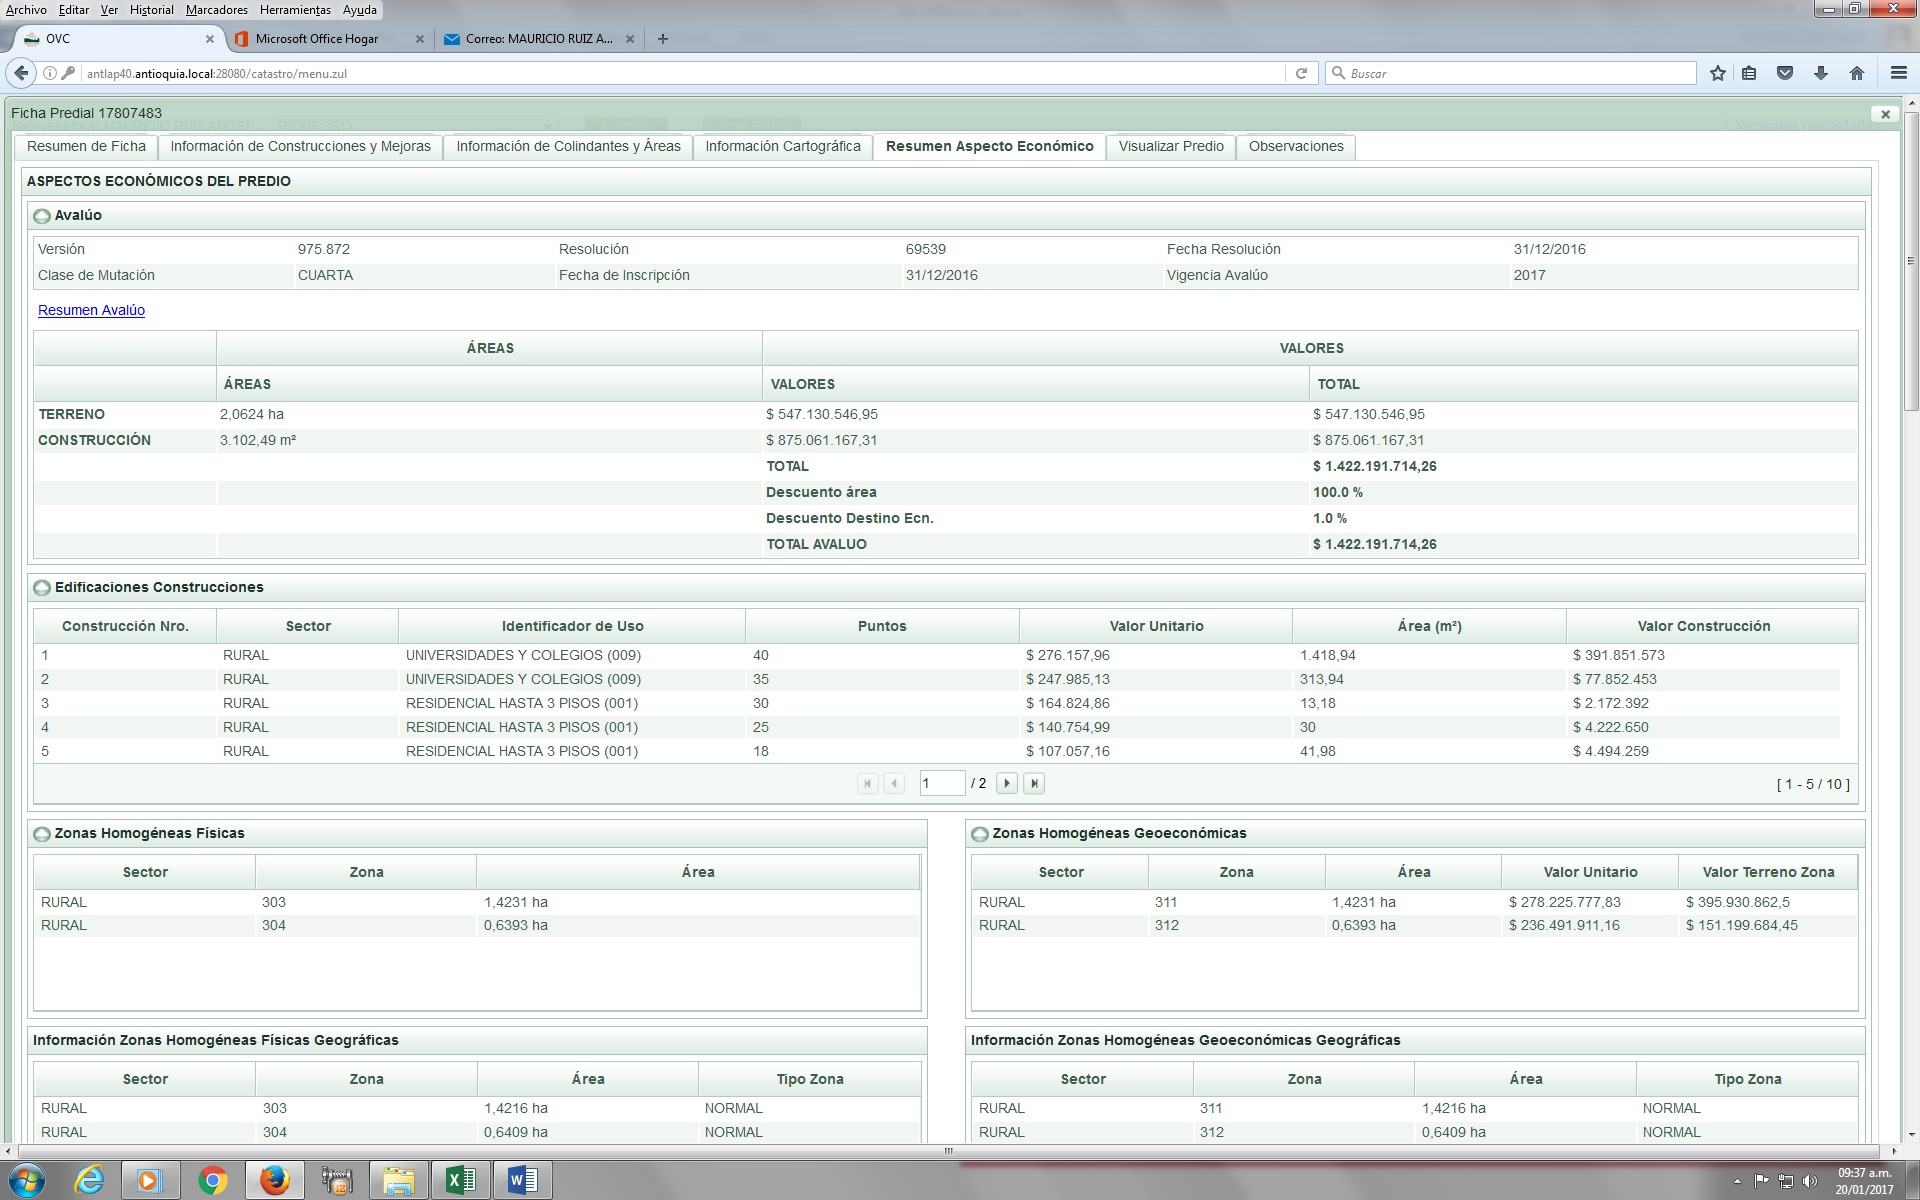 Archivo Editar Ver Historial Marcadores Herramientas Ayuda
OVC Microsoft Office Hogar Correo: MAURICIO RUIZ A...
antlap40.antioquia.local:28080/catastro/menu.zul Buscar
Ficha Predial 17807483
Resumen de Ficha Información de Construcciones y Mejoras Información de Colindantes y Áreas Información Cartográfica Resumen Aspecto Económico Visualizar Predio Observaciones
ASPECTOS ECONÓMICOS DEL PREDIO
Avalúo
Versión 975.872 Resolución 69539 Fecha Resolución 31/12/2016
Clase de Mutación CUARTA Fecha de Inscripción 31/12/2016 Vigencia Avalúo 2017
Resumen Avalúo
ÁREAS VALORES
ÁREAS VALORES TOTAL
TERRENO 2,0624 ha $ 547.130.546,95 $ 547.130.546,95
CONSTRUCCIÓN 3.102,49 m² $ 875.061.167,31 $ 875.061.167,31
TOTAL $ 1.422.191.714,26
Descuento área 100.0 %
Descuento Destino Ecn. 1.0 %
TOTAL AVALUO $ 1.422.191.714,26
Edificaciones Construcciones
Construcción Nro. Sector Identificador de Uso Puntos Valor Unitario Área (m²) Valor Construcción
1 RURAL UNIVERSIDADES Y COLEGIOS (009) 40 $ 276.157,96 1.418,94 $ 391.851.573
2 RURAL UNIVERSIDADES Y COLEGIOS (009) 35 $ 247.985,13 313,94 $ 77.852.453
3 RURAL RESIDENCIAL HASTA 3 PISOS (001) 30 $ 164.824,86 13,18 $ 2.172.392
4 RURAL RESIDENCIAL HASTA 3 PISOS (001) 25 $ 140.754,99 30 $ 4.222.650
5 RURAL RESIDENCIAL HASTA 3 PISOS (001) 18 $ 107.057,16 41,98 $ 4.494.259
1 / 2 [ 1 - 5 / 10 ]
Zonas Homogéneas Físicas
Sector Zona Área
RURAL 303 1,4231 ha
RURAL 304 0,6393 ha
Zonas Homogéneas Geoeconómicas
Sector Zona Área Valor Unitario Valor Terreno Zona
RURAL 311 1,4231 ha $ 278.225.777,83 $ 395.930.862,5
RURAL 312 0,6393 ha $ 236.491.911,16 $ 151.199.684,45
Información Zonas Homogéneas Físicas Geográficas
Sector Zona Área Tipo Zona
RURAL 303 1,4216 ha NORMAL
RURAL 304 0,6409 ha NORMAL
Información Zonas Homogéneas Geoeconómicas Geográficas
Sector Zona Área Tipo Zona
RURAL 311 1,4216 ha NORMAL
RURAL 312 0,6409 ha NORMAL
09:37 a.m.
20/01/2017